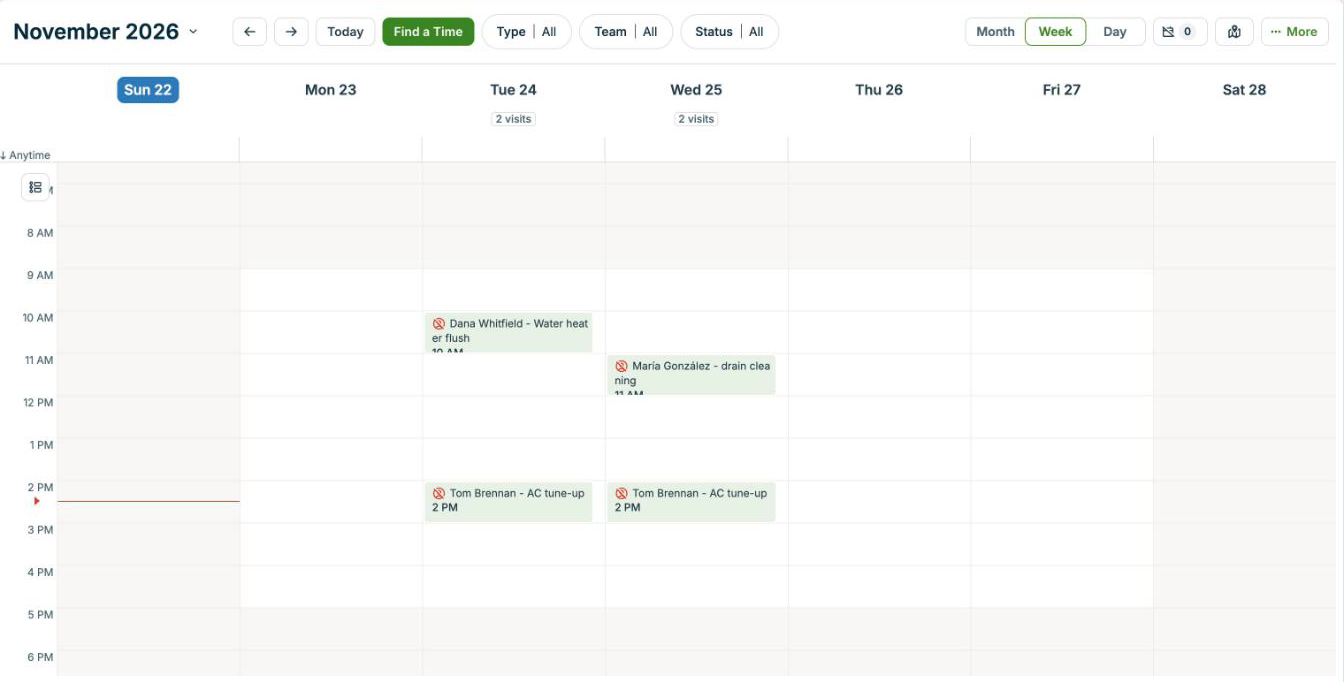 November 2026
Today
Find a Time
Type | All
Team | All
Status | All
Month
Week
Day
0
More
Sun 22
Mon 23
Tue 24
Wed 25
Thu 26
Fri 27
Sat 28
2 visits
2 visits
Anytime
8 AM
9 AM
10 AM
Dana Whitfield - Water heat
er flush
10 AM
11 AM
María González - drain clea
ning
11 AM
12 PM
1 PM
2 PM
Tom Brennan - AC tune-up
2 PM
Tom Brennan - AC tune-up
2 PM
3 PM
4 PM
5 PM
6 PM